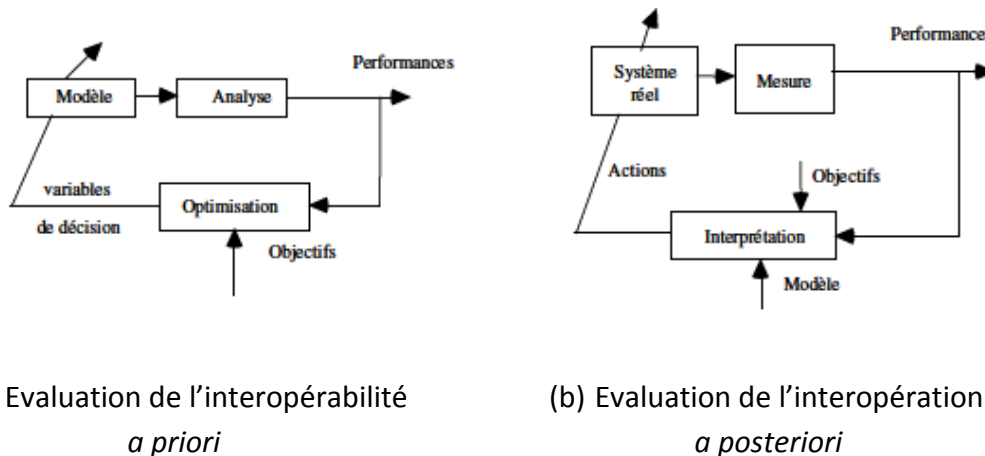 Performances
Modèle
Analyse
variables
de décision
Optimisation
Objectifs
Evaluation de l’interopérabilité
a priori
Performance
Système
réel
Mesure
Actions
Objectifs
Interprétation
Modèle
(b) Evaluation de l’interopération
a posteriori